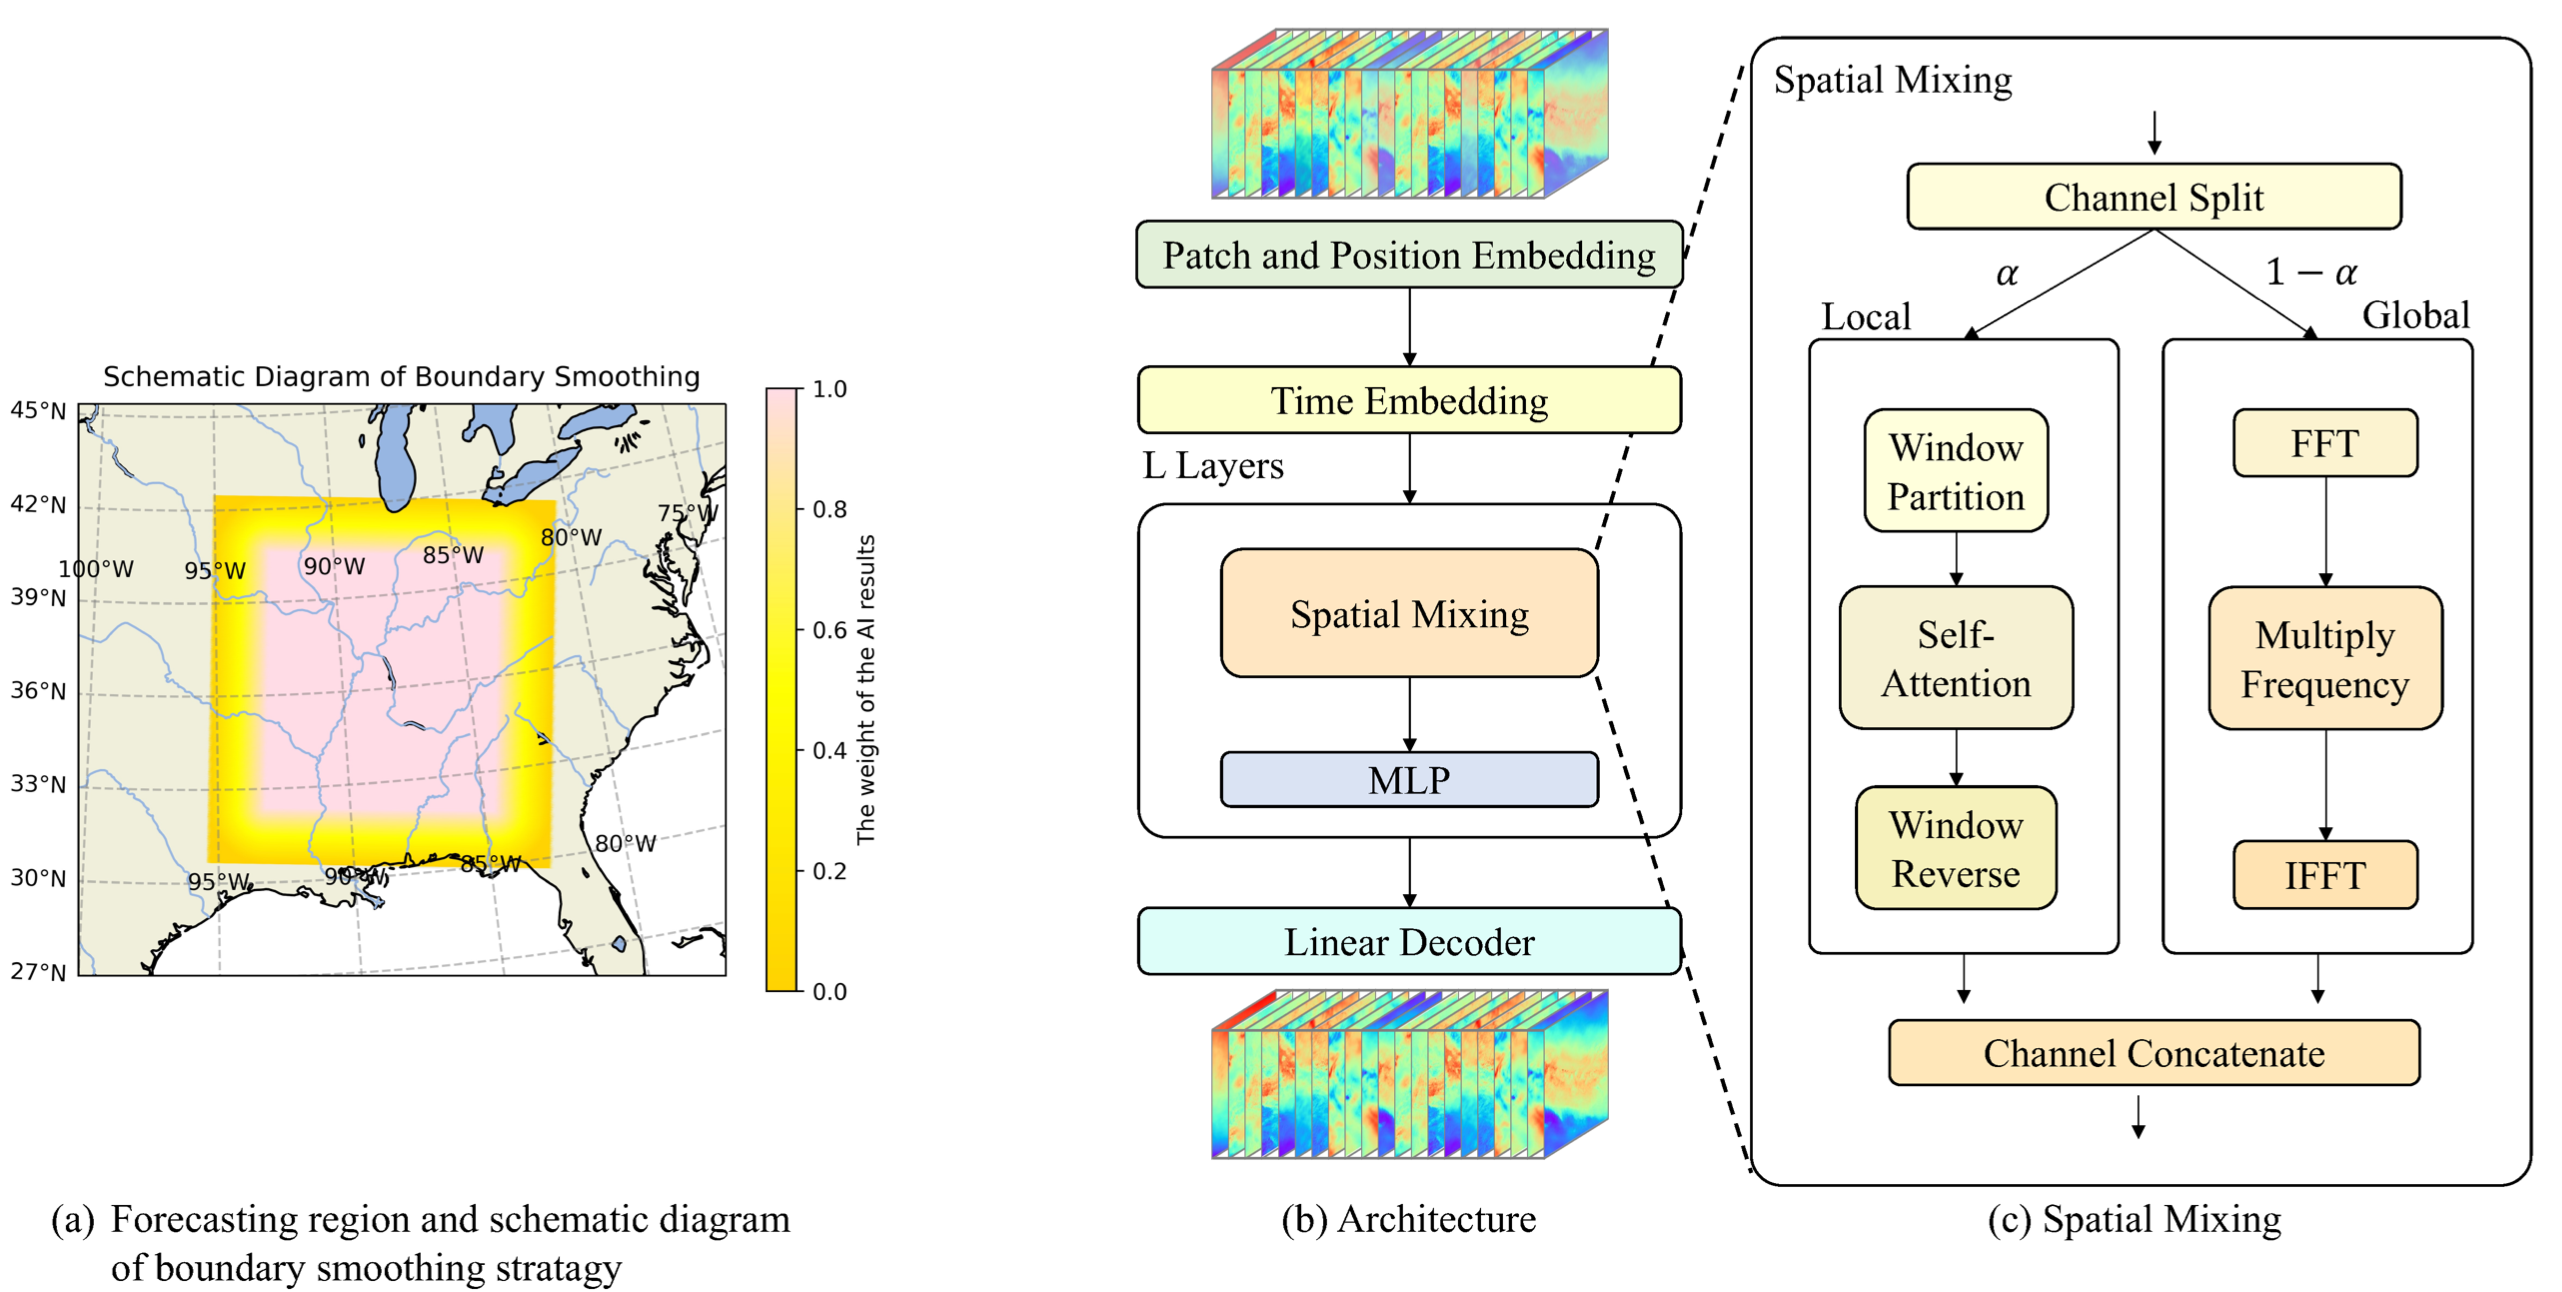 Schematic Diagram of Boundary Smoothing
45°N
42°N
39°N
36°N
33°N
30°N
27°N
100°W
95°W
90°W
85°W
80°W
75°W
95°W
90°W
85°W
80°W
1.0
0.8
0.6
0.4
0.2
0.0
The weight of the AI results
(a) Forecasting region and schematic diagram
of boundary smoothing stratagy
Patch and Position Embedding
Time Embedding
L Layers
Spatial Mixing
MLP
Linear Decoder
(b) Architecture
Spatial Mixing
Channel Split
α
1 − α
Local
Global
Window
Partition
Self-
Attention
Window
Reverse
FFT
Multiply
Frequency
IFFT
Channel Concatenate
(c) Spatial Mixing